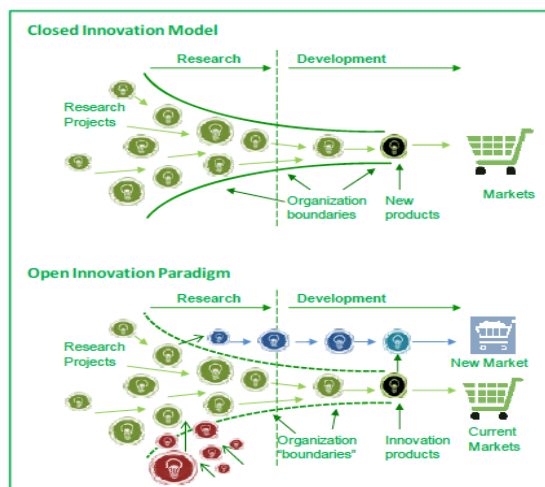 Closed Innovation Model
Research
Development
Research
Projects
Organization
boundaries
New
products
Markets
Open Innovation Paradigm
Research
Development
Research
Projects
New Market
Organization
"boundaries"
Innovation
products
Current
Markets